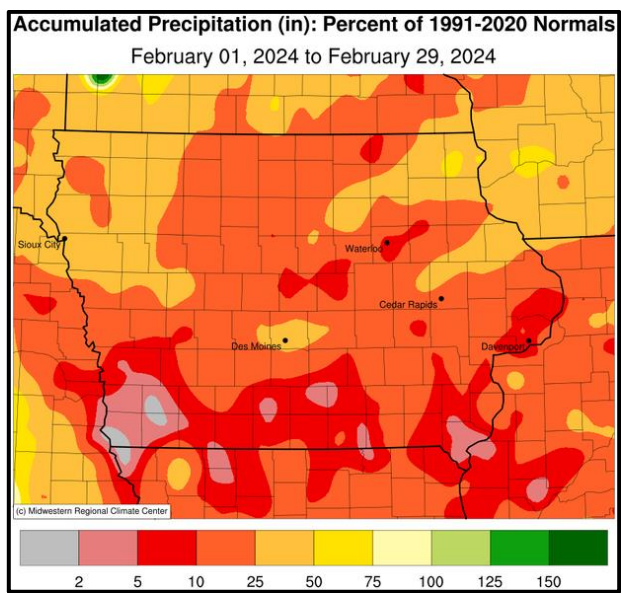 Accumulated Precipitation (in): Percent of 1991-2020 Normals
February 01, 2024 to February 29, 2024
Sioux City
Waterloo
Cedar Rapids
Des Moines
Davenport
(c) Midwestern Regional Climate Center
2 5 10 25 50 75 100 125 150